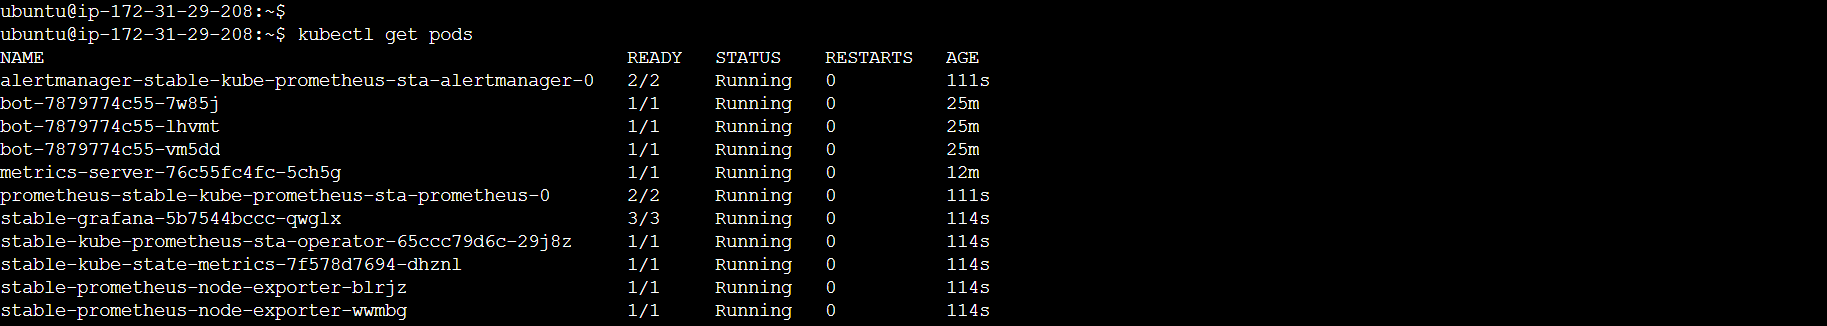 ubuntu@ip-172-31-29-208:~$
ubuntu@ip-172-31-29-208:~$ kubectl get pods
NAME READY STATUS RESTARTS AGE
alertmanager-stable-kube-prometheus-sta-alertmanager-0 2/2 Running 0 111s
bot-7879774c55-7w85j 1/1 Running 0 25m
bot-7879774c55-lhvmt 1/1 Running 0 25m
bot-7879774c55-vm5dd 1/1 Running 0 25m
metrics-server-76c55fc4fc-5ch5g 1/1 Running 0 12m
prometheus-stable-kube-prometheus-sta-prometheus-0 2/2 Running 0 111s
stable-grafana-5b7544bccc-qwglx 3/3 Running 0 114s
stable-kube-prometheus-sta-operator-65ccc79d6c-29j8z 1/1 Running 0 114s
stable-kube-state-metrics-7f578d7694-dhznl 1/1 Running 0 114s
stable-prometheus-node-exporter-blrjz 1/1 Running 0 114s
stable-prometheus-node-exporter-wwmbg 1/1 Running 0 114s